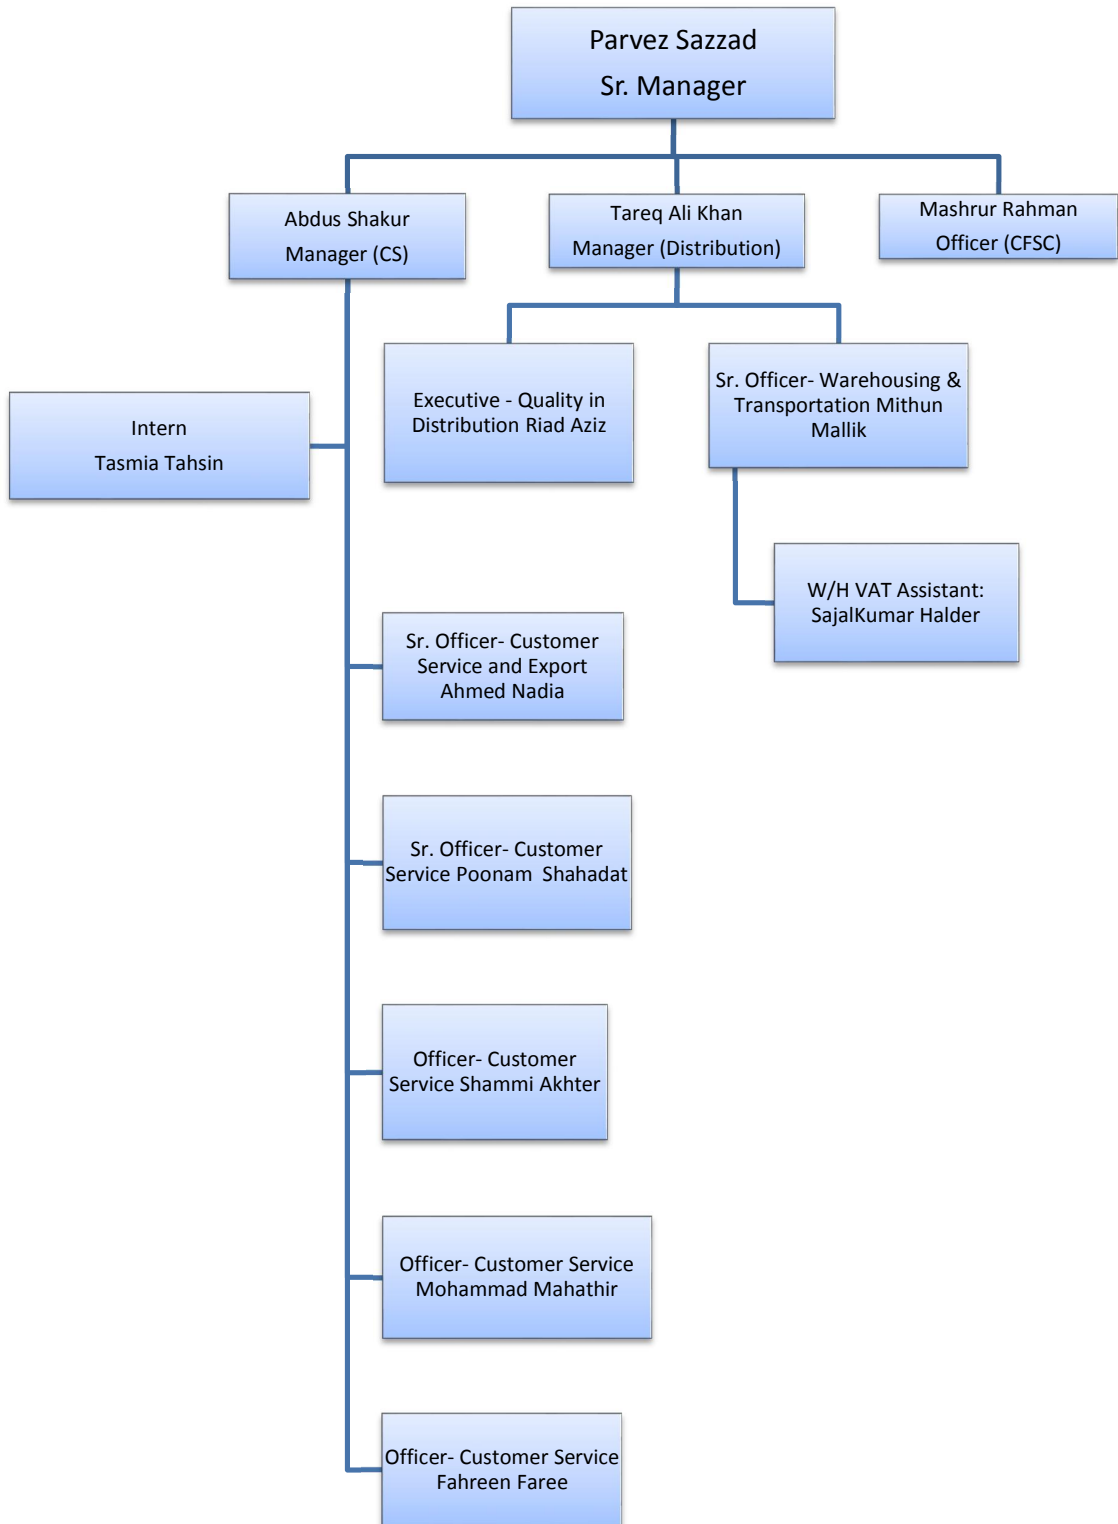 Parvez Sazzad
Sr. Manager
Abdus Shakur
Manager (CS)
Tareq Ali Khan
Manager (Distribution)
Mashrur Rahman
Officer (CFSC)
Executive - Quality in
Distribution Riad Aziz
Sr. Officer- Warehousing &
Transportation Mithun
Mallik
Intern
Tasmia Tahsin
W/H VAT Assistant:
SajalKumar Halder
Sr. Officer- Customer
Service and Export
Ahmed Nadia
Sr. Officer- Customer
Service Poonam  Shahadat
Officer- Customer
Service Shammi Akhter
Officer- Customer Service
Mohammad Mahathir
Officer- Customer Service
Fahreen Faree